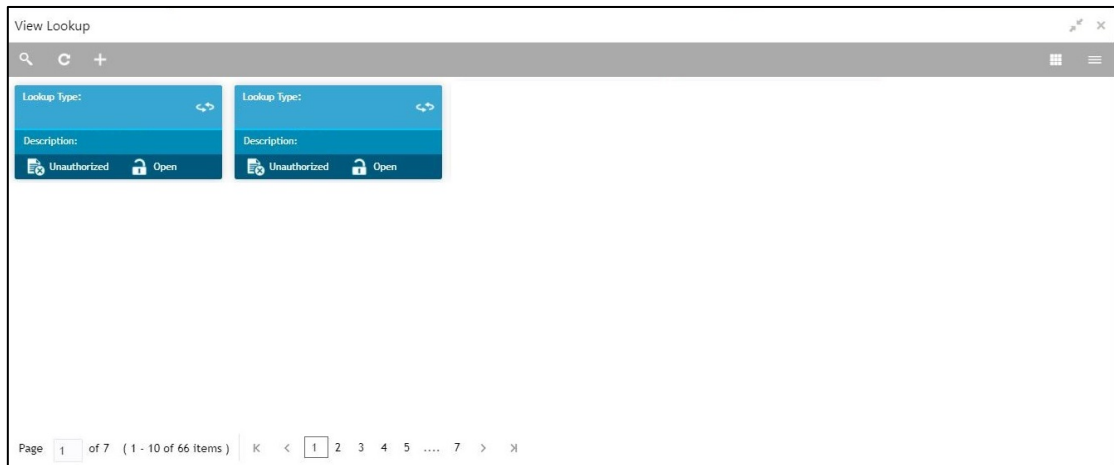 View Lookup
Lookup Type:
Description:
Unauthorized Open
Lookup Type:
Description:
Unauthorized Open
Page 1 of 7 ( 1 - 10 of 66 items ) 1 2 3 4 5 .... 7